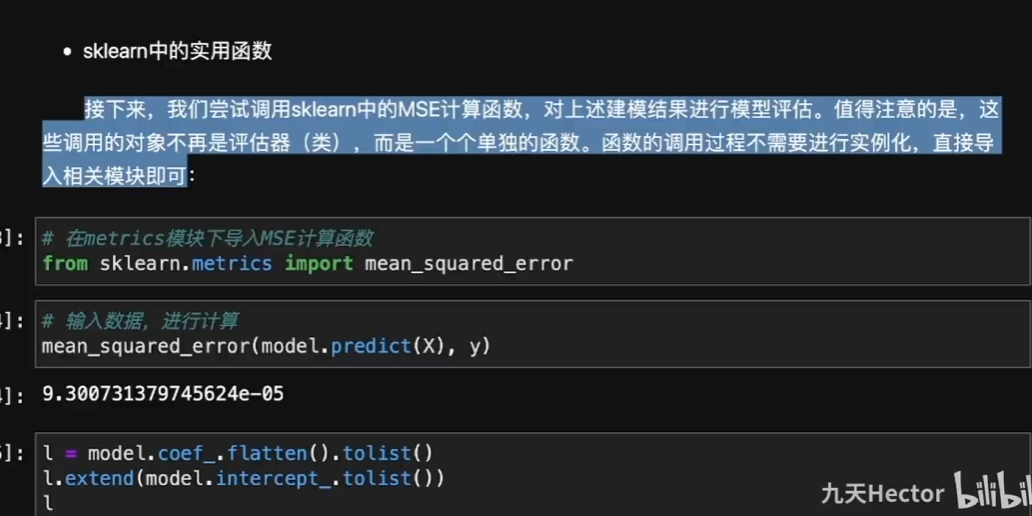 • sklearn中的实用函数
接下来，我们尝试调用sklearn中的MSE计算函数，对上述建模结果进行模型评估。值得注意的是，这
些调用的对象不再是评估器（类），而是一个个单独的函数。函数的调用过程不需要进行实例化，直接导
入相关模块即可：
]:
# 在metrics模块下导入MSE计算函数
from sklearn.metrics import mean_squared_error
]:
# 输入数据，进行计算
mean_squared_error(model.predict(X), y)
]:
9.300731379745624e-05
]:
l = model.coef_.flatten().tolist()
l.extend(model.intercept_.tolist())
l
九天Hector bilibil